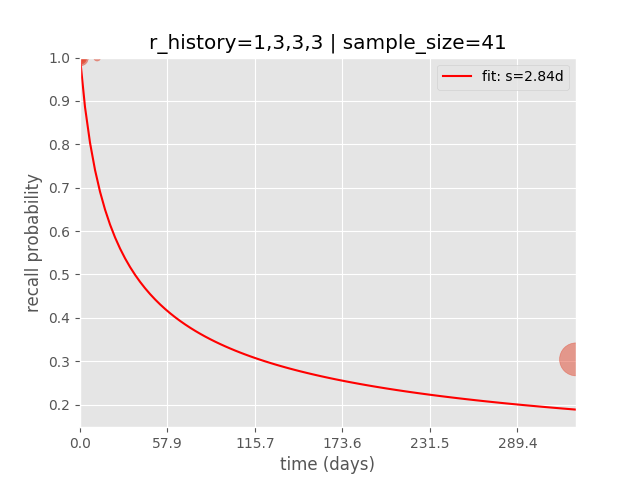 r_history=1,3,3,3 | sample_size=41
fit: s=2.84d
recall probability
1.0
0.9
0.8
0.7
0.6
0.5
0.4
0.3
0.2
0.0 57.9 115.7 173.6 231.5 289.4
time (days)